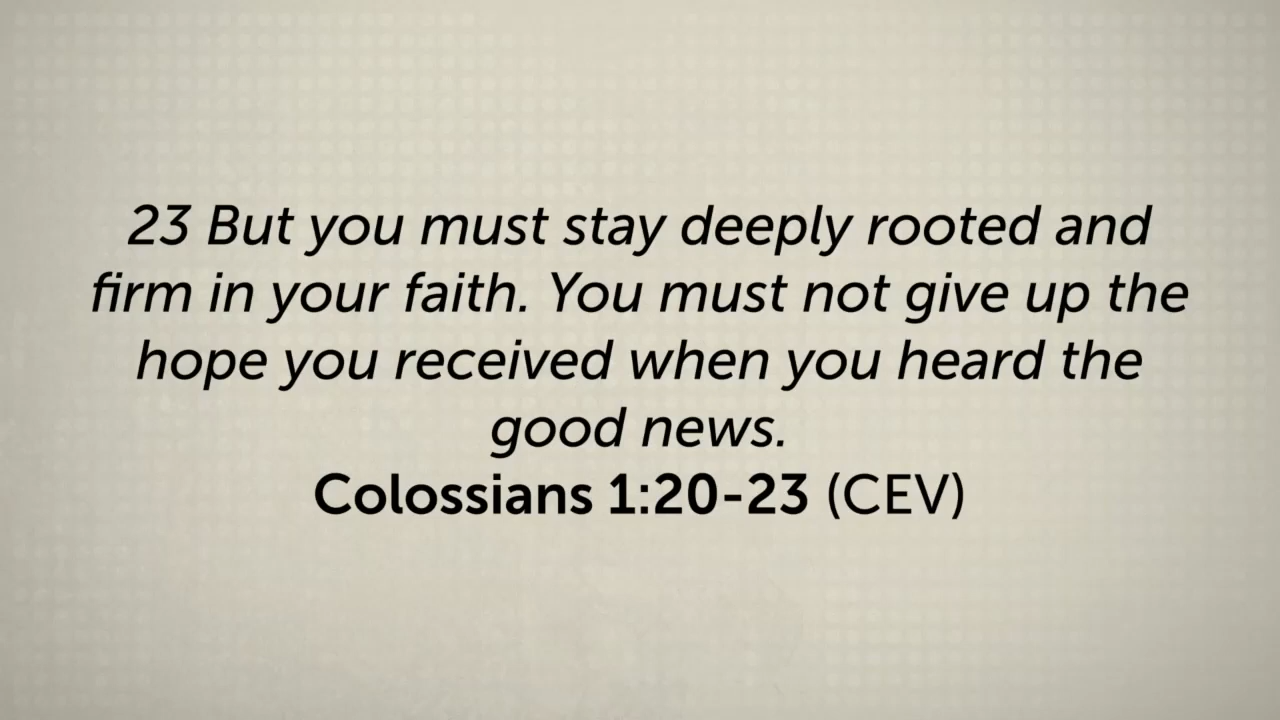 23 But you must stay deeply rooted and
firm in your faith. You must not give up the
hope you received when you heard the
good news.
Colossians 1:20-23 (CEV)